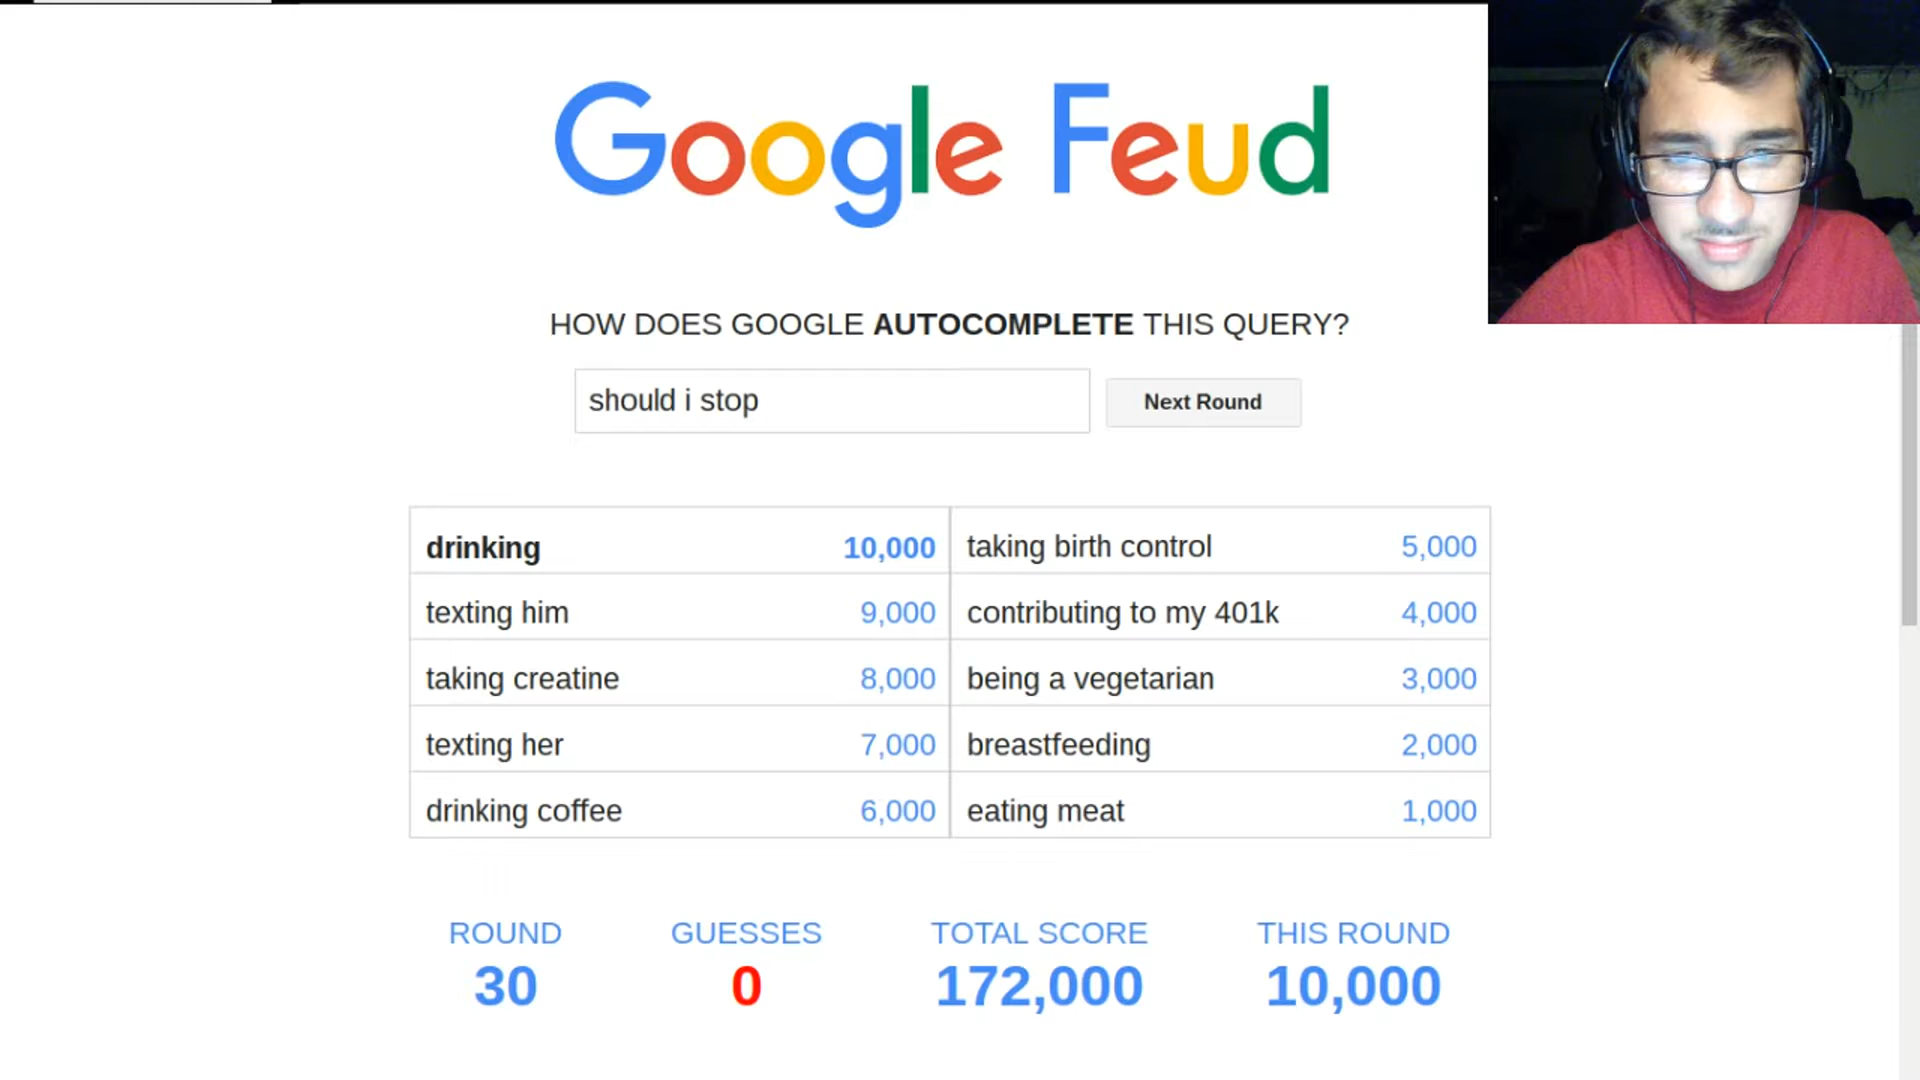 Google Feud
HOW DOES GOOGLE AUTOCOMPLETE THIS QUERY?
should i stop
Next Round
drinking 10,000
texting him 9,000
taking creatine 8,000
texting her 7,000
drinking coffee 6,000
taking birth control 5,000
contributing to my 401k 4,000
being a vegetarian 3,000
breastfeeding 2,000
eating meat 1,000
ROUND
30
GUESSES
0
TOTAL SCORE
172,000
THIS ROUND
10,000